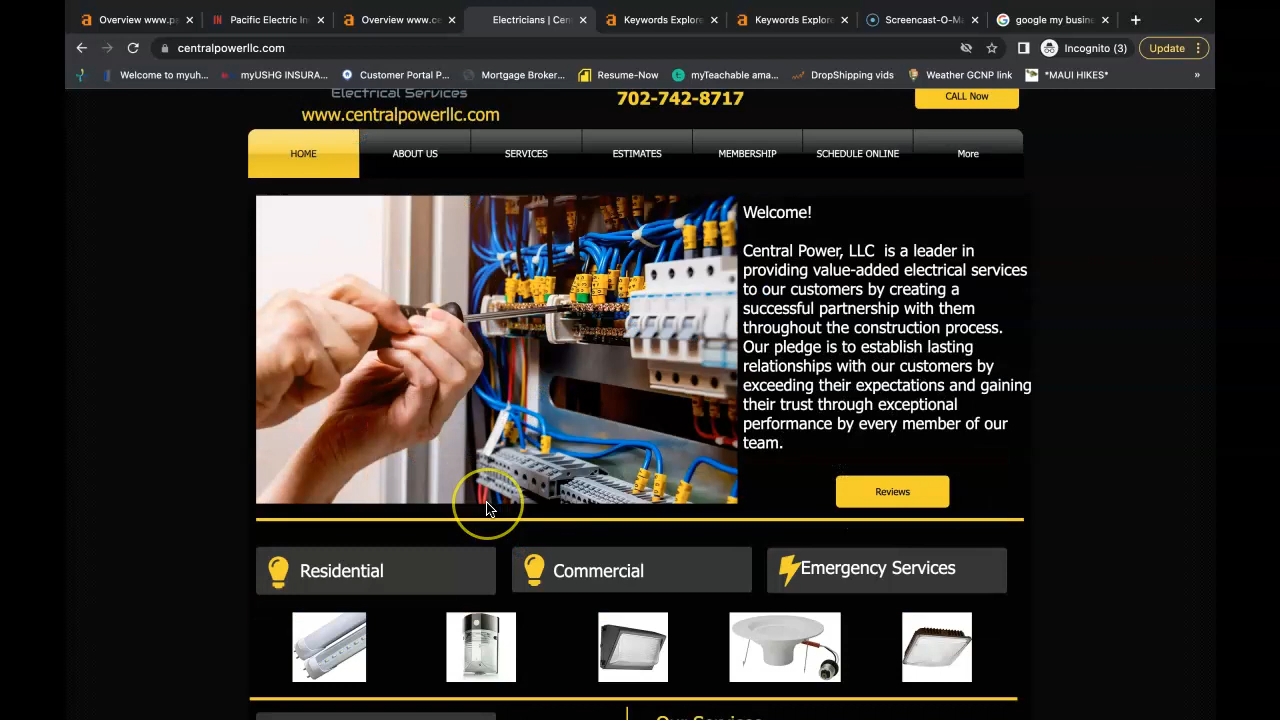 Overview www.p
Pacific Electric In
Overview www.c
Electricians | Cen
Keywords Explore
Keywords Explor
Screencast-O-Ma
google my busin
centralpowerllc.com
Incognito (3)
Update
Welcome to myuh...
myUSHG INSURA...
Customer Portal P...
Mortgage Broker...
Resume-Now
myTeachable ama...
DropShipping vids
Weather GCNP link
*MAUI HIKES*
»
Electrical Services
702-742-8717
CALL Now
www.centralpowerllc.com
HOME
ABOUT US
SERVICES
ESTIMATES
MEMBERSHIP
SCHEDULE ONLINE
More
Welcome!
Central Power, LLC is a leader in
providing value-added electrical services
to our customers by creating a
successful partnership with them
throughout the construction process.
Our pledge is to establish lasting
relationships with our customers by
exceeding their expectations and gaining
their trust through exceptional
performance by every member of our
team.
Reviews
Residential
Commercial
Emergency Services
Our Services